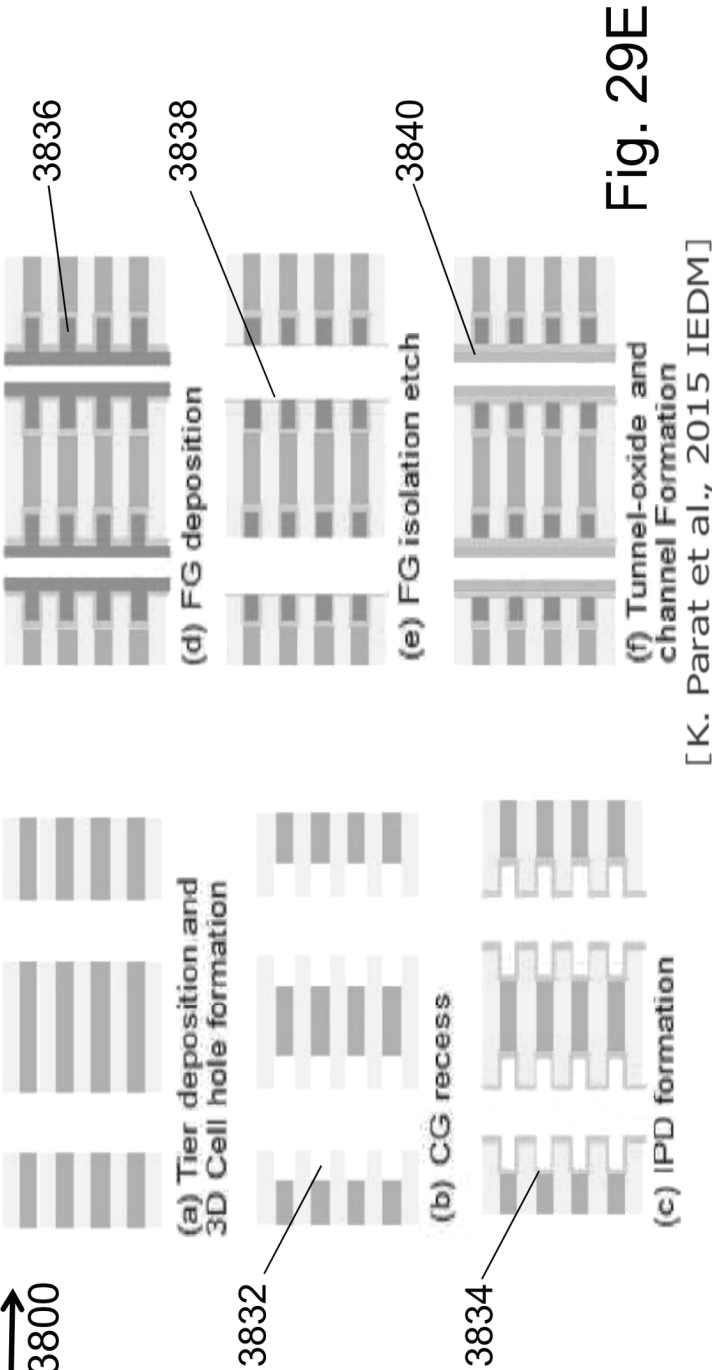 3800
(a) Tier deposition and
3D Cell hole formation
3832
(b) CG recess
3834
(c) IPD formation
3836
(d) FG deposition
3838
(e) FG isolation etch
3840
(f) Tunnel-oxide and
channel Formation
[K. Parat et al., 2015 IEDM]
Fig. 29E